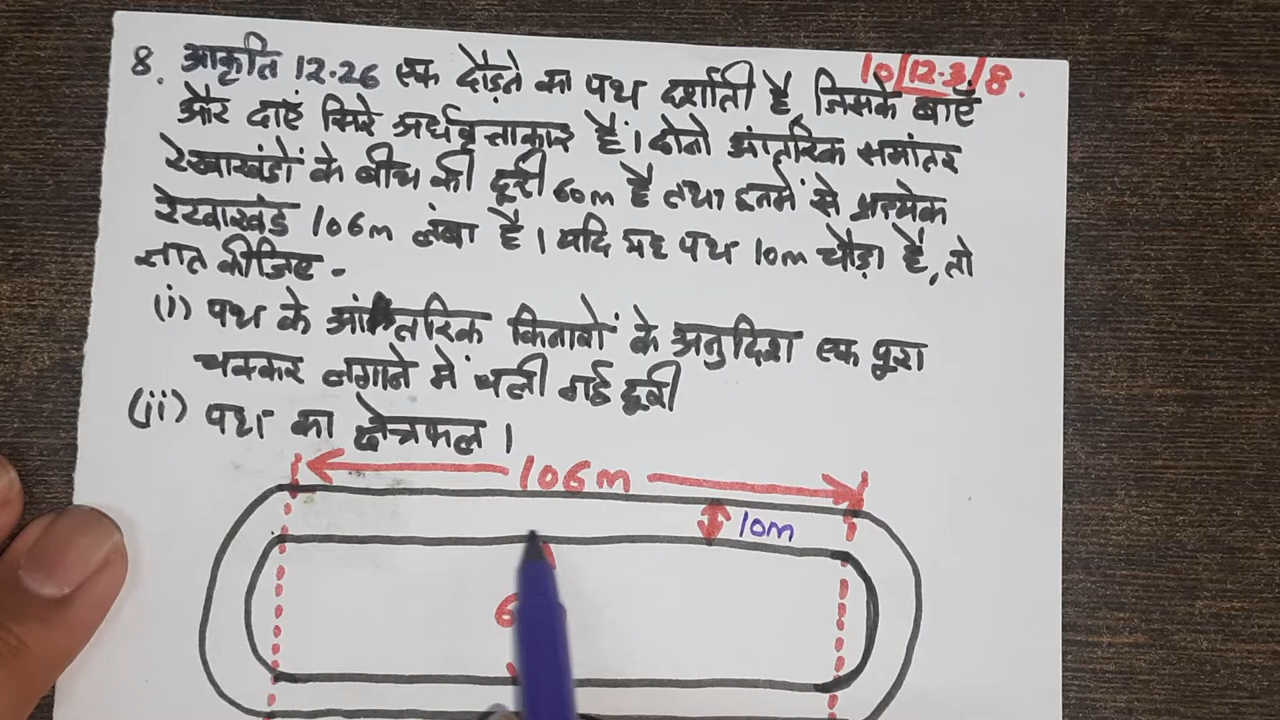 10/12.3/8.
8. आकृति 12.26 एक दौड़ने का पथ दर्शाती है, जिसके बाएँ
और दाएं सिरे अर्धवृत्ताकार हैं। दोनो आंतरिक समांतर
रेखाखंडों के बीच की दूरी 60m है तथा इनमें से प्रत्येक
रेखाखंड 106m लंबा है। यदि यह पथ 10m चौड़ा है, तो
ज्ञात कीजिए -
(i) पथ के आंतरिक किनारों के अनुदिश एक पूरा
चक्कर लगाने में चली गई दूरी
(ii) पथ का क्षेत्रफल।
106m
10m
6